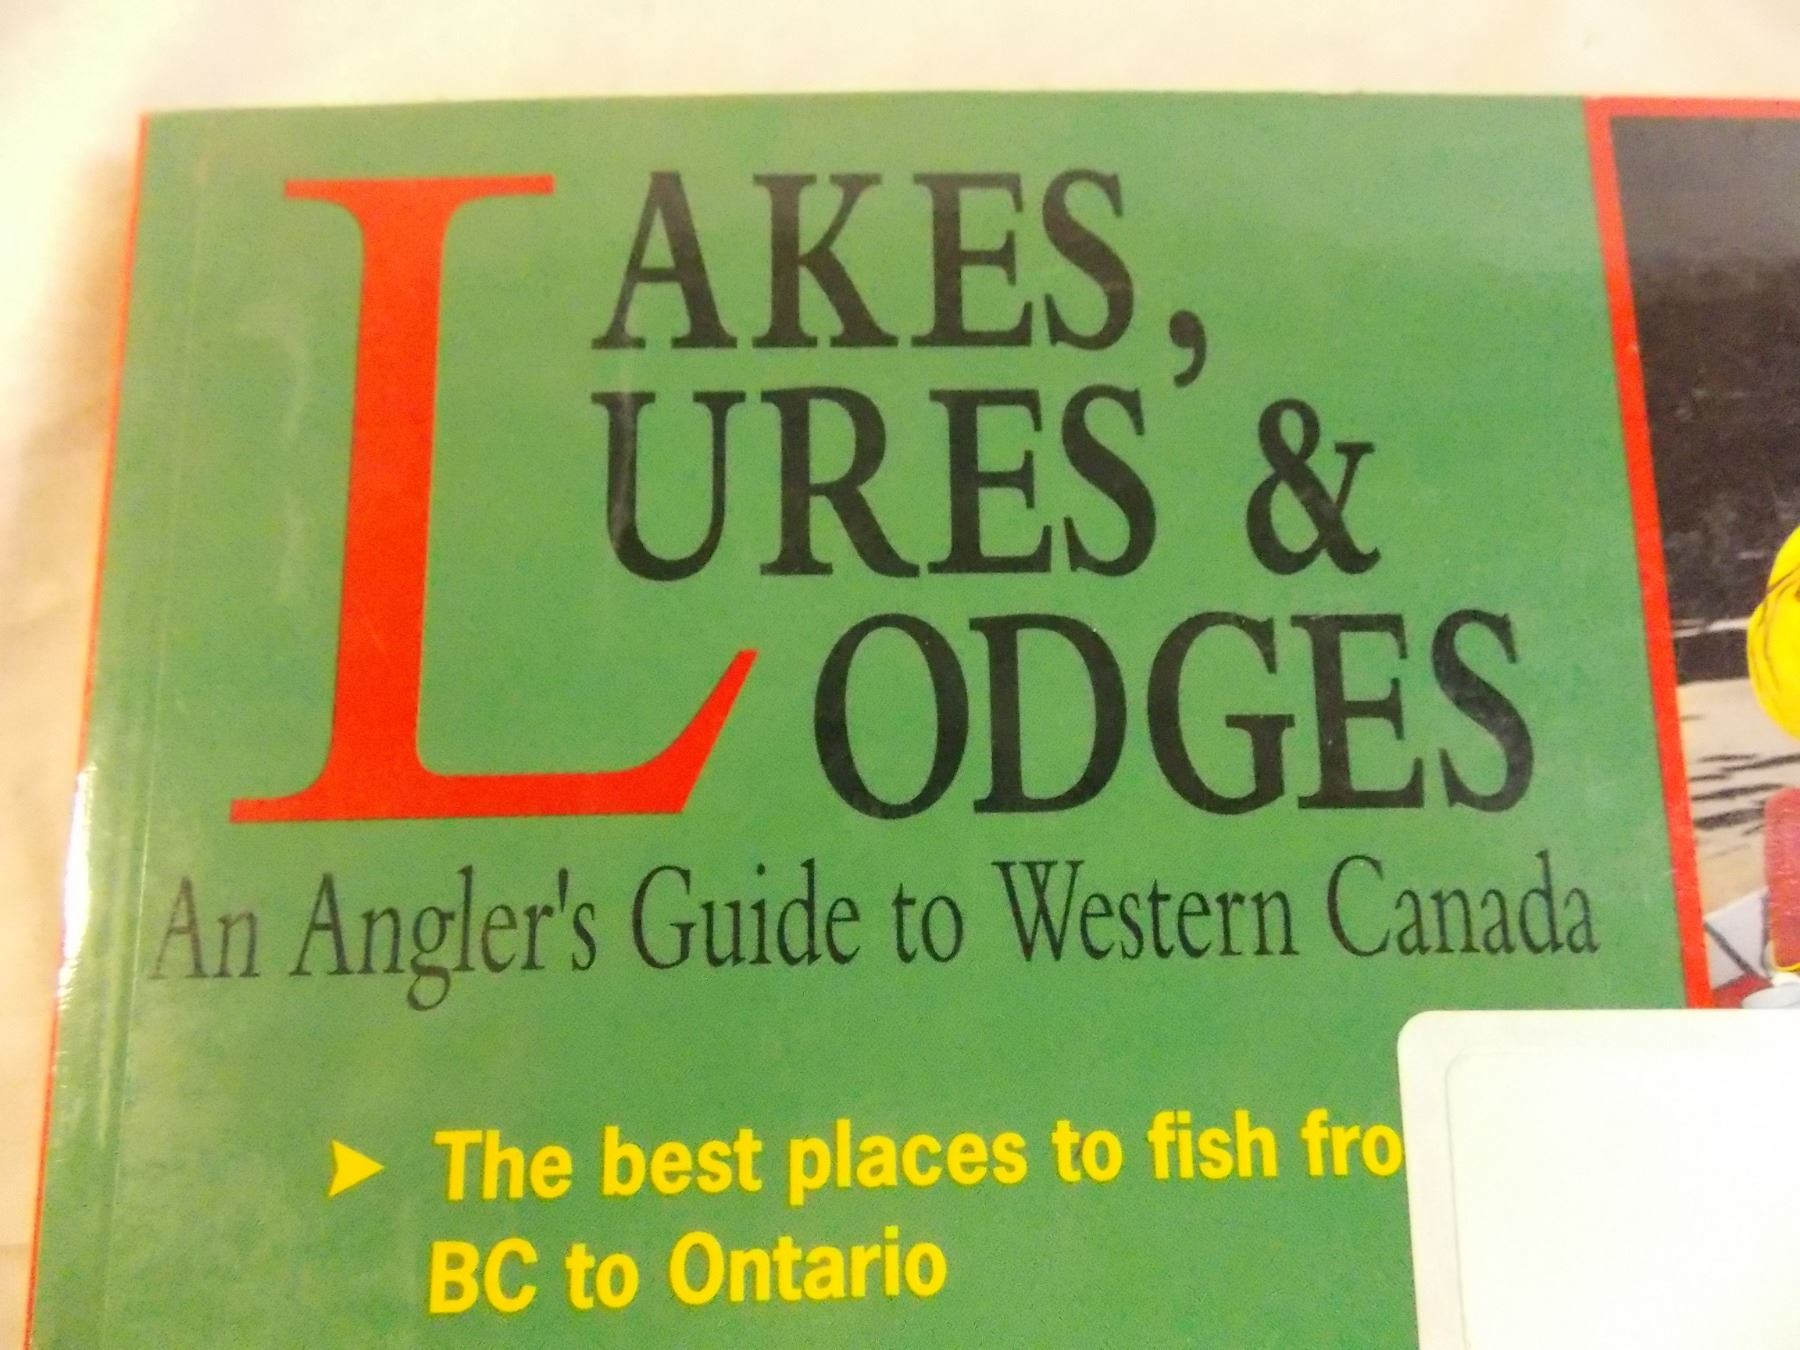 LAKES,
LURES &
LODGES
An Angler's Guide to Western Canada
➤ The best places to fish fro
BC to Ontario